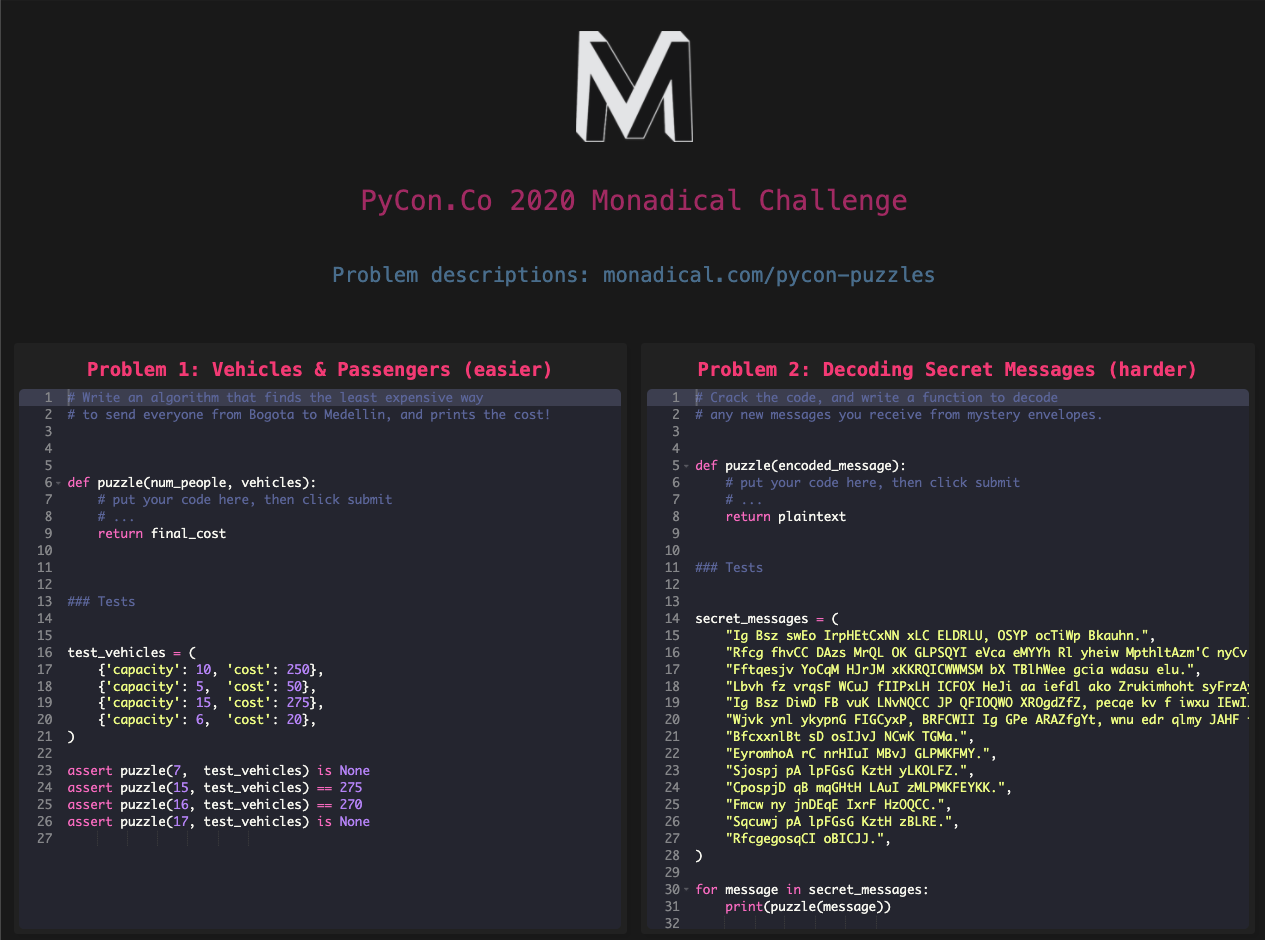 M
PyCon.Co 2020 Monadical Challenge
Problem descriptions: monadical.com/pycon-puzzles
Problem 1: Vehicles & Passengers (easier)
1 # Write an algorithm that finds the least expensive way
2 # to send everyone from Bogota to Medellin, and prints the cost!
3
4
5
6 def puzzle(num_people, vehicles):
7 # put your code here, then click submit
8 # ...
9 return final_cost
10
11
12
13 ### Tests
14
15
16 test_vehicles = (
17 {'capacity': 10, 'cost': 250},
18 {'capacity': 5, 'cost': 50},
19 {'capacity': 15, 'cost': 275},
20 {'capacity': 6, 'cost': 20},
21 )
22
23 assert puzzle(7, test_vehicles) is None
24 assert puzzle(15, test_vehicles) == 275
25 assert puzzle(16, test_vehicles) == 270
26 assert puzzle(17, test_vehicles) is None
27
Problem 2: Decoding Secret Messages (harder)
1 # Crack the code, and write a function to decode
2 # any new messages you receive from mystery envelopes.
3
4
5 def puzzle(encoded_message):
6 # put your code here, then click submit
7 # ...
8 return plaintext
9
10
11 ### Tests
12
13
14 secret_messages = (
15 "Ig Bsz swEo IrpHEtCxNN xLC ELDRLU, OSYP ocTiWp Bkauhn.",
16 "Rfcg fhvCC DAzs MrQL OK GLPSQYI eVca eMYYh Rl yheiw MpthltAzm'C nyCv
17 "Fftqesjv YoCqM HJrJM xKKRQICWWMSM bX TBlhWee gcia wdasu elu.",
18 "Lbvh fz vrqsF WCuJ fIIPxLH ICFOX HeJi aa iefdl ako Zrukimhoht syFrzAy
19 "Ig Bsz DiwD FB vuK LNvNQCC JP QFIOQWO XROgdZfZ, pecqe kv f iwxu IEwI
20 "Wjvk ynl ykypnG FIGCyxP, BRFCWII Ig GPe ARAZfgYt, wnu edr qlmy JAHF
21 "BfcxxnlBt sD osIJvJ NCwK TGMa.",
22 "EyromhoA rC nrHIuI MBvJ GLPMKFMY.",
23 "Sjospj pA lpFGsG KztH yLKOLFZ.",
24 "CpospjD qB mqGHtH LAuI zMLPMKFEYKK.",
25 "Fmcw ny jnDEqE IxrF HzOQCC.",
26 "Sqcuwj pA lpFGsG KztH zBLRE.",
27 "RfcgegosqCI oBICJJ.",
28 )
29
30 for message in secret_messages:
31 print(puzzle(message))
32